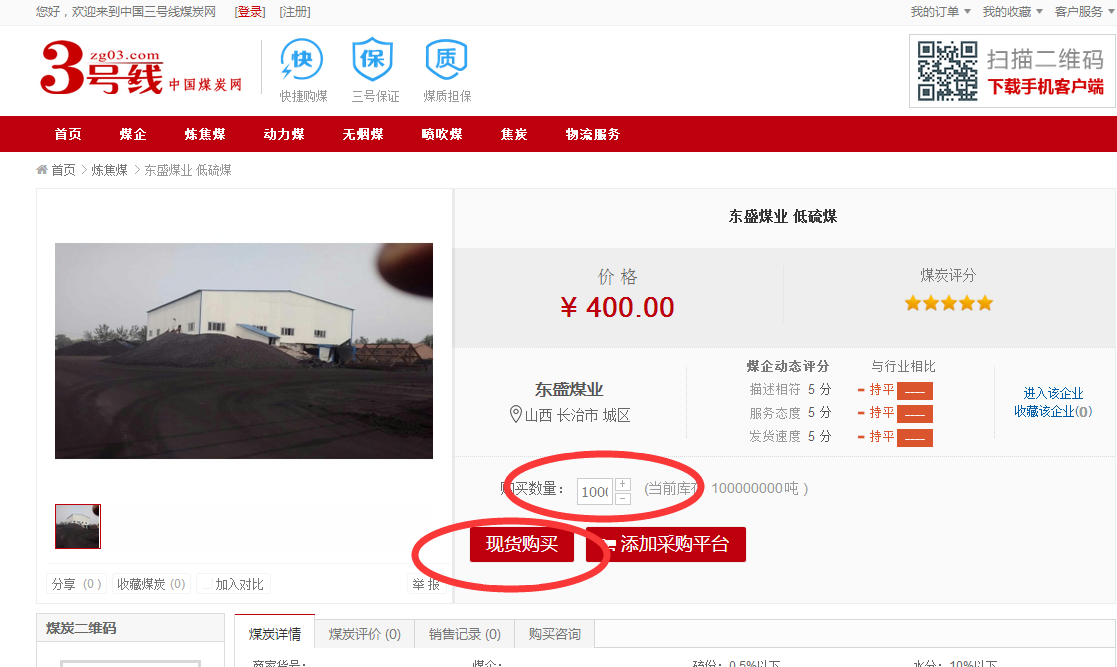 您好，欢迎来到中国三号线煤炭网 [登录] [注册] 我的订单 我的收藏 客户服务
3号线 zg03.com 中国煤炭网
快 保 质
快捷购煤 三号保证 煤质担保
扫描二维码
下载手机客户端
首页 煤企 炼焦煤 动力煤 无烟煤 喷吹煤 焦炭 物流服务
首页 > 炼焦煤 > 东盛煤业 低硫煤
东盛煤业 低硫煤
价 格 煤炭评分
¥ 400.00
煤企动态评分 与行业相比
东盛煤业
山西 长治市 城区
描述相符 5 分 持平 ----
服务态度 5 分 持平 ----
发货速度 5 分 持平 ----
进入该企业
收藏该企业(0)
购买数量： 100 + - (当前库存 100000000吨 )
现货购买 添加采购平台
分享 (0) 收藏煤炭 (0) 加入对比 举 报
煤炭二维码
煤炭详情 煤炭评价 (0) 销售记录 (0) 购买咨询
商家货号： 煤企： 硫份：0.5%以下 水分：10%以下